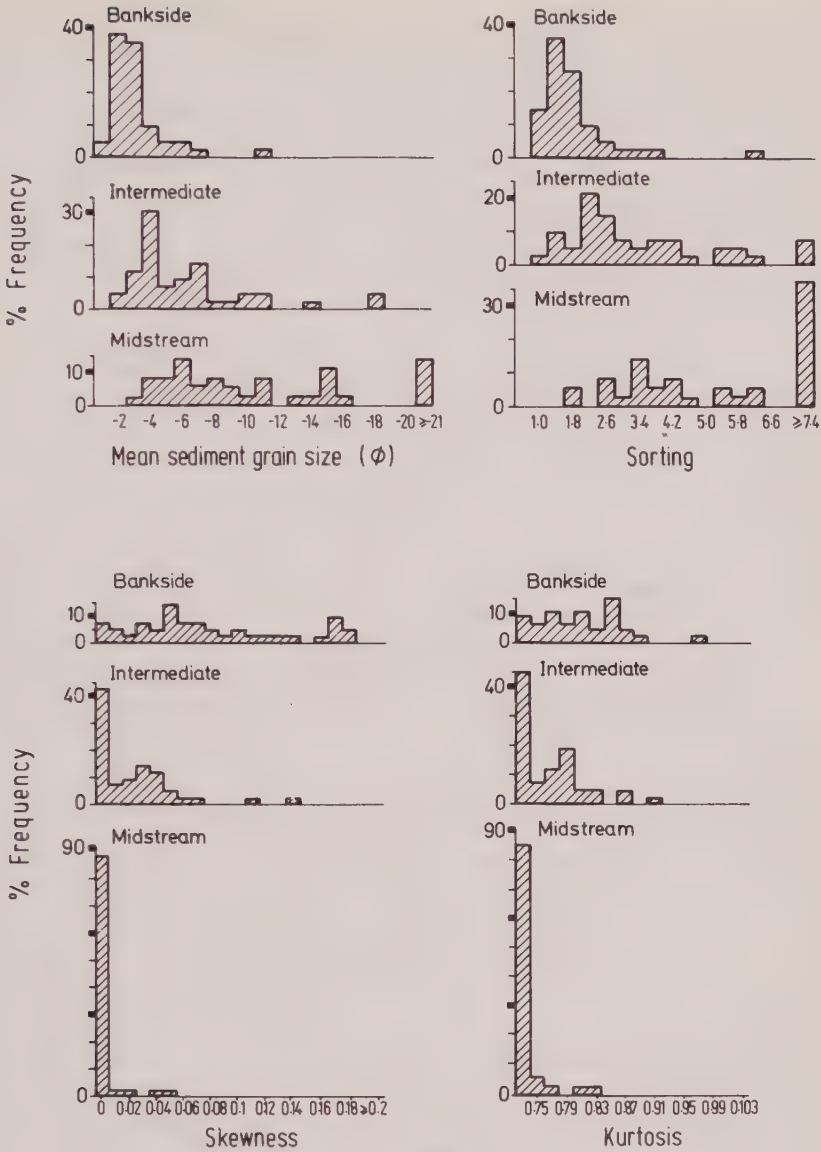 Bankside
40
0
Intermediate
30
0
Midstream
10
0
-2 -4 -6 -8 -10 -12 -14 -16 -18 -20 ≥-21
Mean sediment grain size (Ø)
% Frequency
Bankside
40
0
Intermediate
20
0
Midstream
30
0
1·0 1·8 2·6 3·4 4·2 5·0 5·8 6·6 ≥7·4
Sorting
Bankside
10
0
Intermediate
40
0
Midstream
90
0
0 0·02 0·04 0·06 0·08 0·1 0·12 0·14 0·16 0·18 ≥0·2
Skewness
% Frequency
Bankside
10
0
Intermediate
40
0
Midstream
90
0
0·75 0·79 0·83 0·87 0·91 0·95 0·99 0·103
Kurtosis